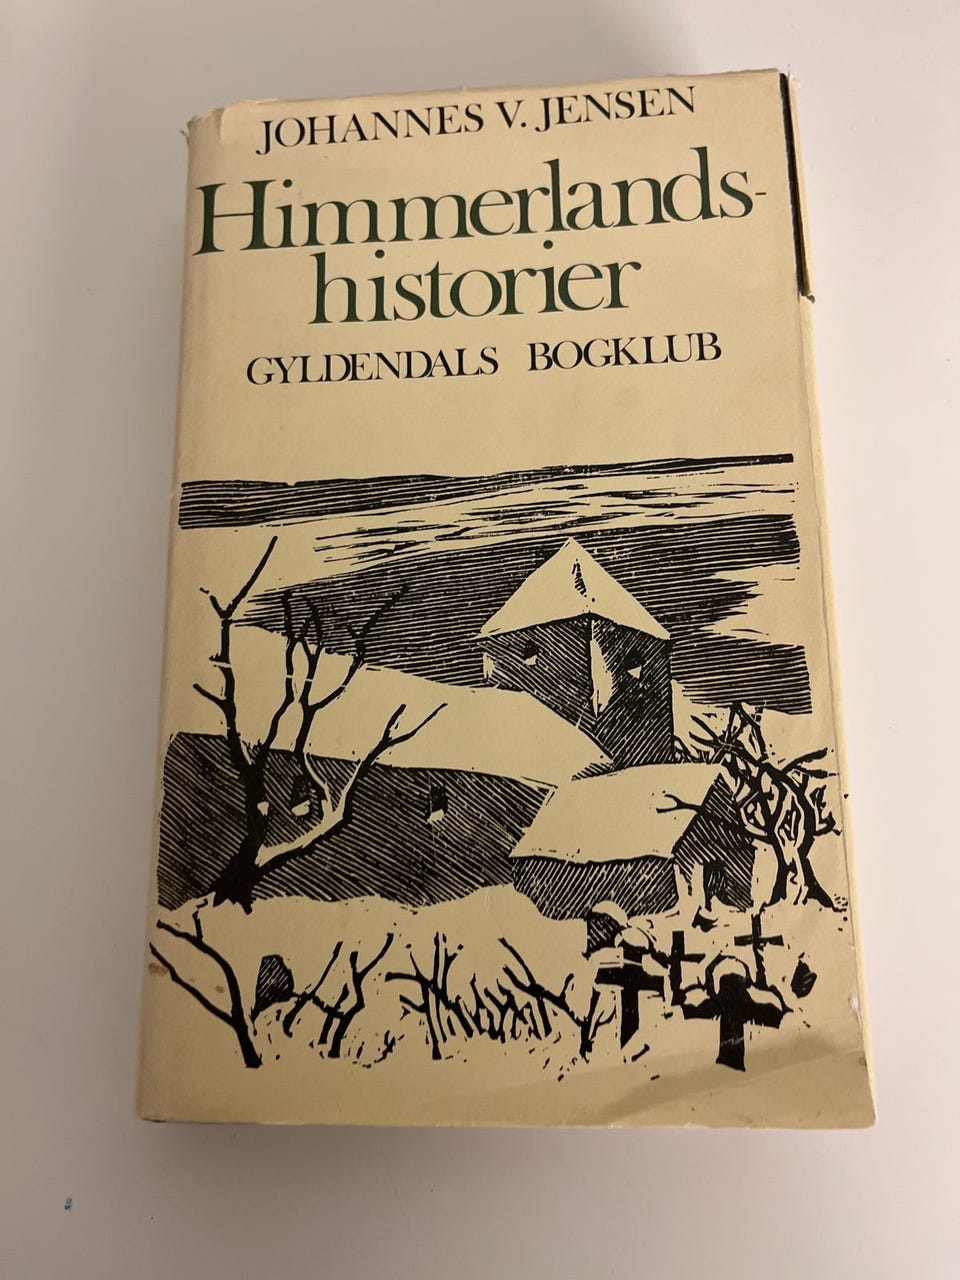 JOHANNES V. JENSEN
Himmerlands-
historier
GYLDENDALS BOGKLUB